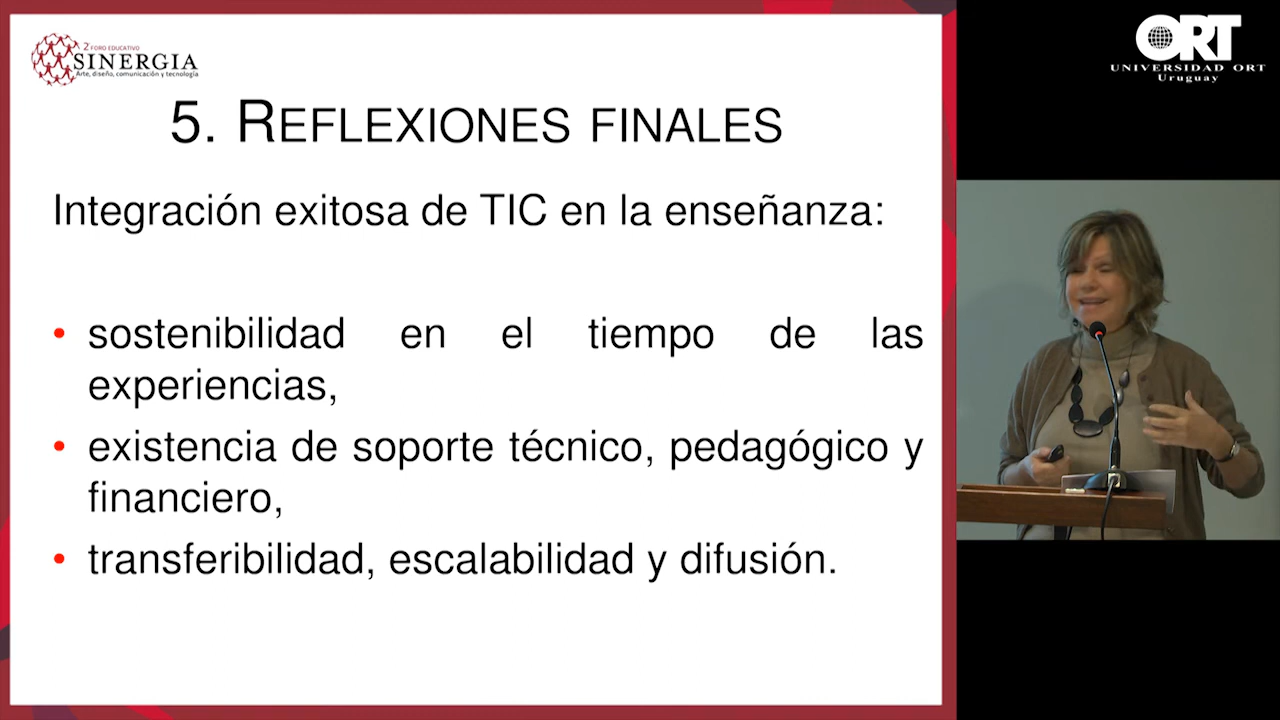 2 FORO EDUCATIVO
SINERGIA
Arte, diseño, comunicación y tecnología
5. REFLEXIONES FINALES
Integración exitosa de TIC en la enseñanza:
• sostenibilidad en el tiempo de las
experiencias,
• existencia de soporte técnico, pedagógico y
financiero,
• transferibilidad, escalabilidad y difusión.
ORT
UNIVERSIDAD ORT
Uruguay